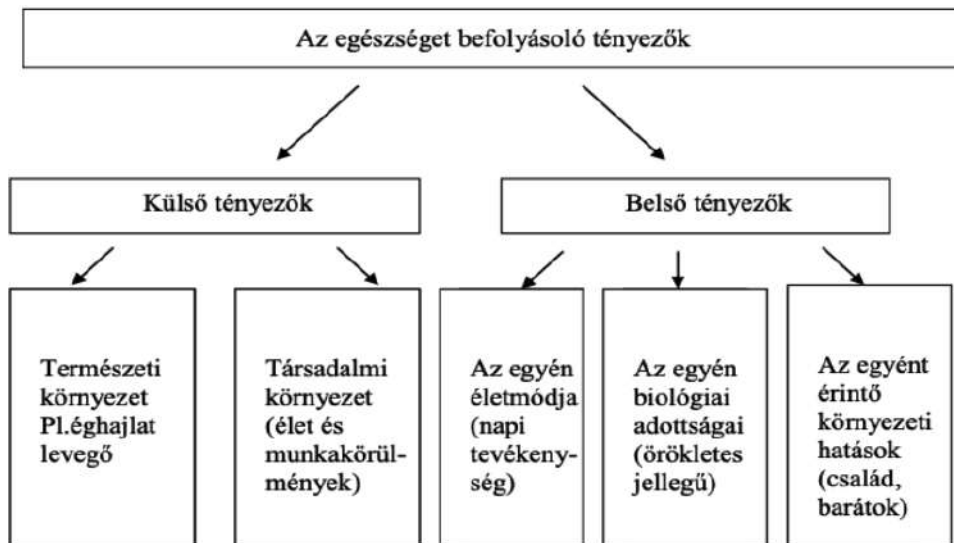 Az egészséget befolyásoló tényezők
Külső tényezők
Belső tényezők
Természeti
környezet
Pl.éghajlat
levegő
Társadalmi
környezet
(élet és
munkakörül-
mények)
Az egyén
életmódja
(napi
tevékeny-
ség)
Az egyén
biológiai
adottságai
(örökletes
jellegű)
Az egyént
érintő
környezeti
hatások
(család,
barátok)